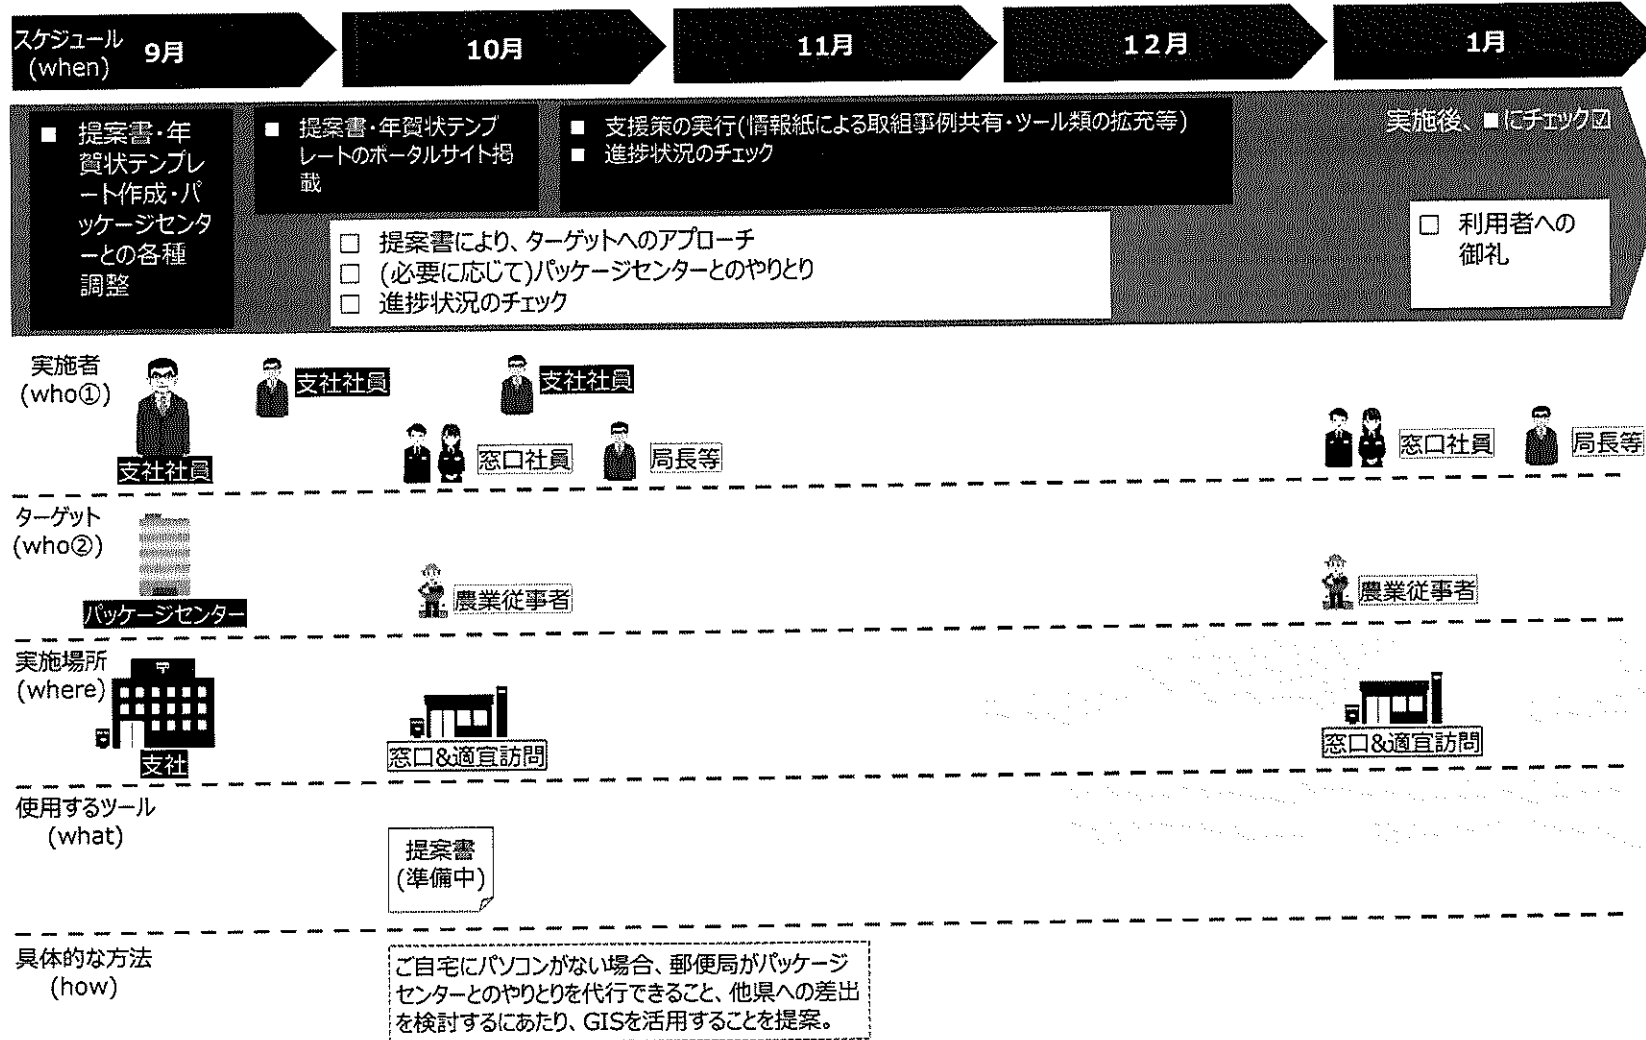 スケジュール
(when)
9月
10月
11月
12月
1月
■ 提案書・年
賀状テンプレ
ート作成・パ
ッケージセンタ
ーとの各種
調整
■ 提案書・年賀状テンプ
レートのポータルサイト掲
載
■ 支援策の実行(情報紙による取組事例共有・ツール類の拡充等)
■ 進捗状況のチェック
実施後、■にチェック☑
□ 提案書により、ターゲットへのアプローチ
□ (必要に応じて)パッケージセンターとのやりとり
□ 進捗状況のチェック
□ 利用者への
御礼
実施者
(who①)
支社社員
支社社員
支社社員
窓口社員
局長等
窓口社員
局長等
ターゲット
(who②)
パッケージセンター
農業従事者
農業従事者
実施場所
(where)
〒
支社
窓口&適宜訪問
窓口&適宜訪問
使用するツール
(what)
提案書
(準備中)
具体的な方法
(how)
ご自宅にパソコンがない場合、郵便局がパッケージ
センターとのやりとりを代行できること、他県への差出
を検討するにあたり、GISを活用することを提案。